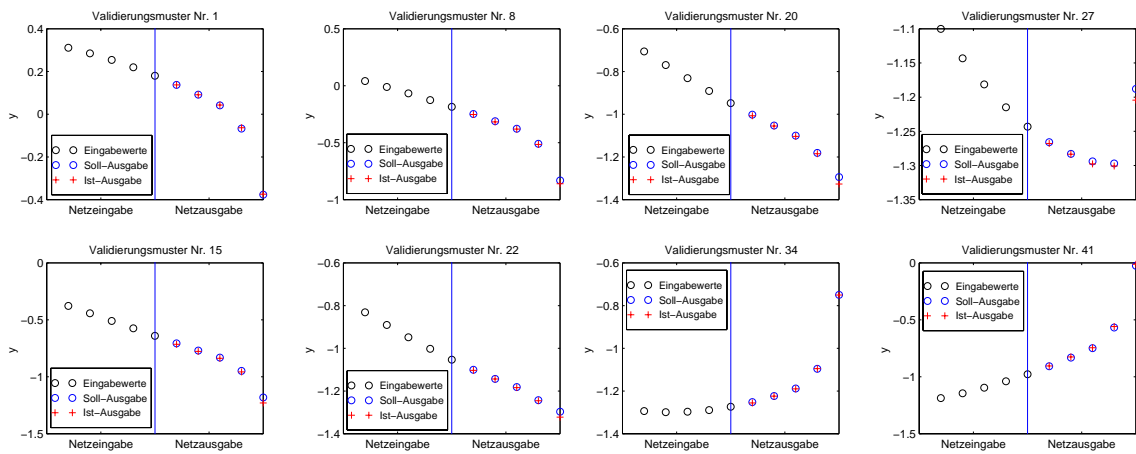 Validierungsmuster Nr. 1
0.4
0.2
0
−0.2
−0.4
y
Eingabewerte
Soll−Ausgabe
Ist−Ausgabe
Netzeingabe Netzausgabe
Validierungsmuster Nr. 8
0.5
0
−0.5
−1
y
Eingabewerte
Soll−Ausgabe
Ist−Ausgabe
Netzeingabe Netzausgabe
Validierungsmuster Nr. 20
−0.6
−0.8
−1
−1.2
−1.4
y
Eingabewerte
Soll−Ausgabe
Ist−Ausgabe
Netzeingabe Netzausgabe
Validierungsmuster Nr. 27
−1.1
−1.15
−1.2
−1.25
−1.3
−1.35
y
Eingabewerte
Soll−Ausgabe
Ist−Ausgabe
Netzeingabe Netzausgabe
Validierungsmuster Nr. 15
0
−0.5
−1
−1.5
y
Eingabewerte
Soll−Ausgabe
Ist−Ausgabe
Netzeingabe Netzausgabe
Validierungsmuster Nr. 22
−0.6
−0.8
−1
−1.2
−1.4
y
Eingabewerte
Soll−Ausgabe
Ist−Ausgabe
Netzeingabe Netzausgabe
Validierungsmuster Nr. 34
−0.6
−0.8
−1
−1.2
−1.4
y
Eingabewerte
Soll−Ausgabe
Ist−Ausgabe
Netzeingabe Netzausgabe
Validierungsmuster Nr. 41
0
−0.5
−1
−1.5
y
Eingabewerte
Soll−Ausgabe
Ist−Ausgabe
Netzeingabe Netzausgabe